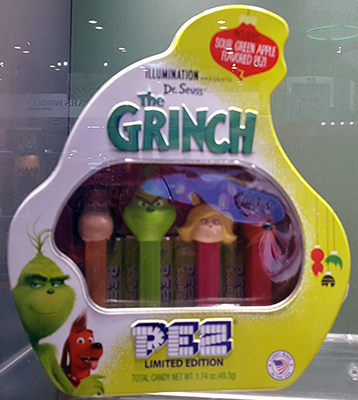 SOUR GREEN APPLE
FLAVORED PEZ!
ILLUMINATION PRESENTS
Dr. Seuss'
The
GRINCH
PEZ
LIMITED EDITION
TOTAL CANDY NET WT. 1.74 oz (49.3g)